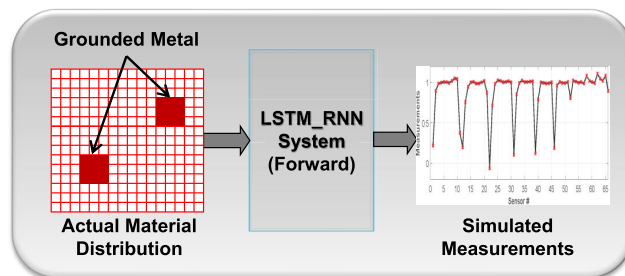 Grounded Metal
LSTM_RNN
System
(Forward)
Actual Material
Distribution
Measurements
1
0.5
0
1 5 10 15 20 25 30 35 40 45 50 55 60 65
Sensor #
Simulated
Measurements